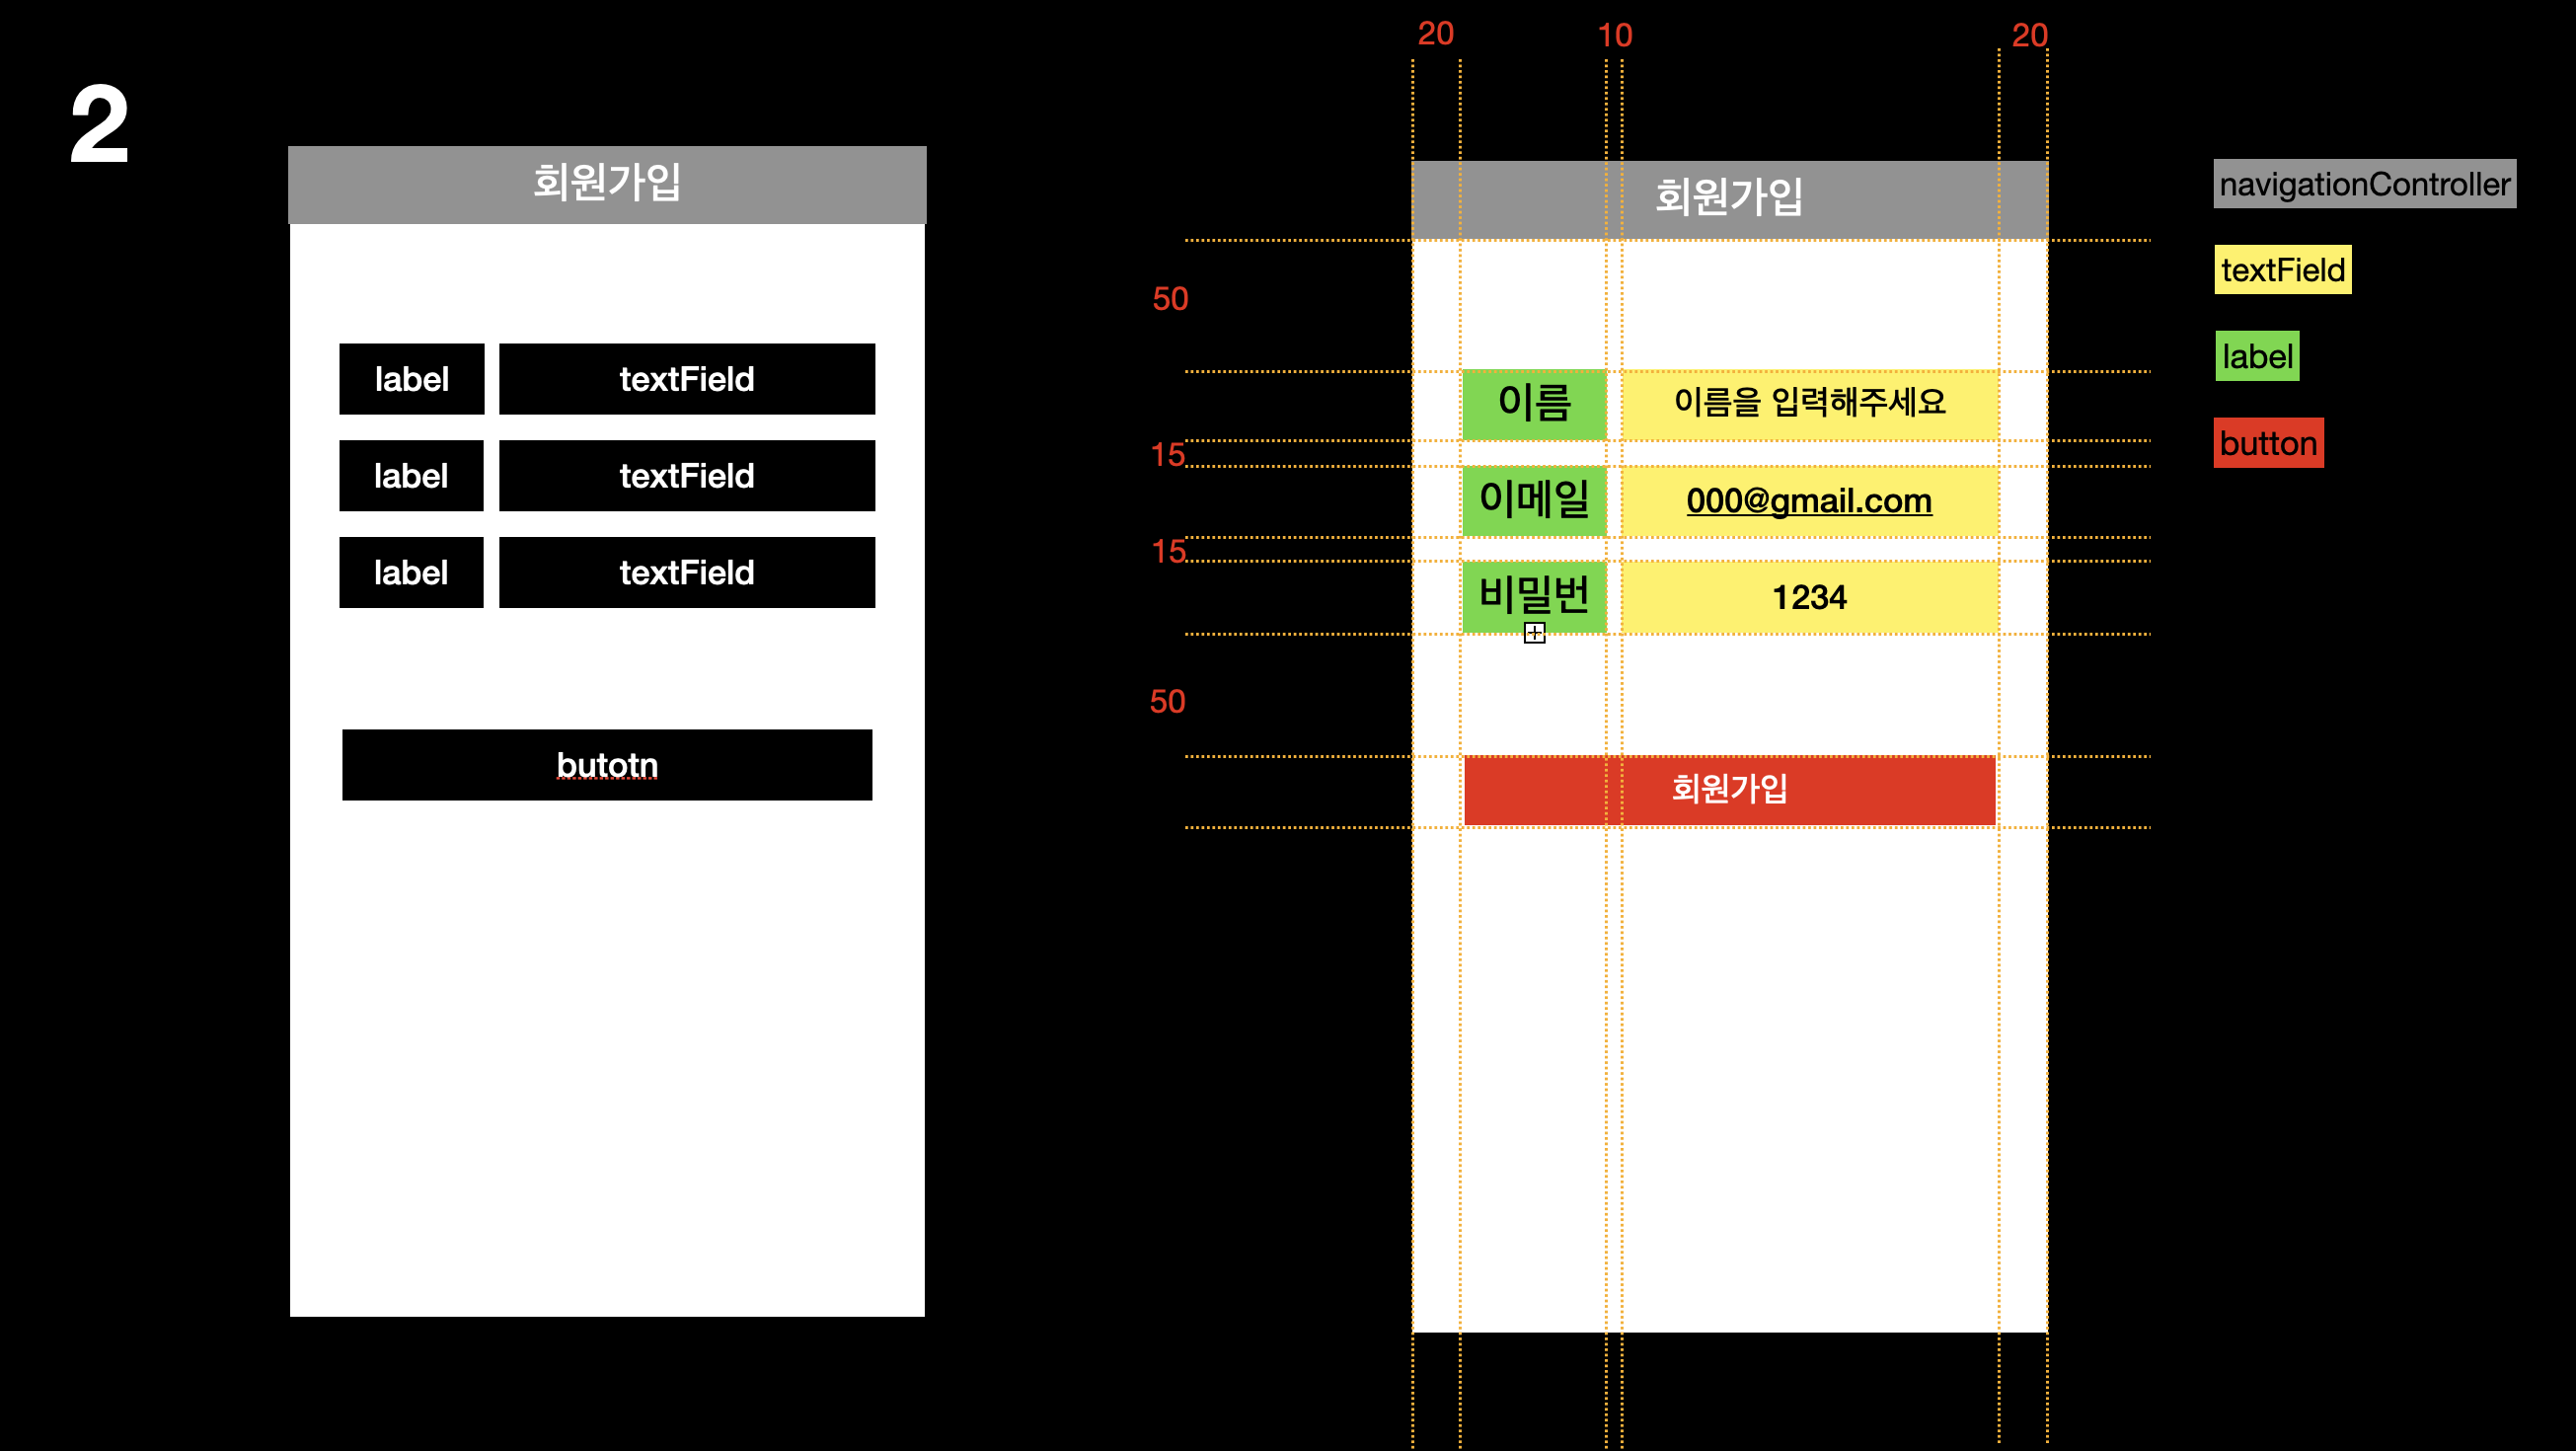 2
회원가입
label
textField
label
textField
label
textField
butotn
20
10
20
회원가입
50
이름
이름을 입력해주세요
15
이메일
000@gmail.com
15
비밀번
1234
50
회원가입
navigationController
textField
label
button